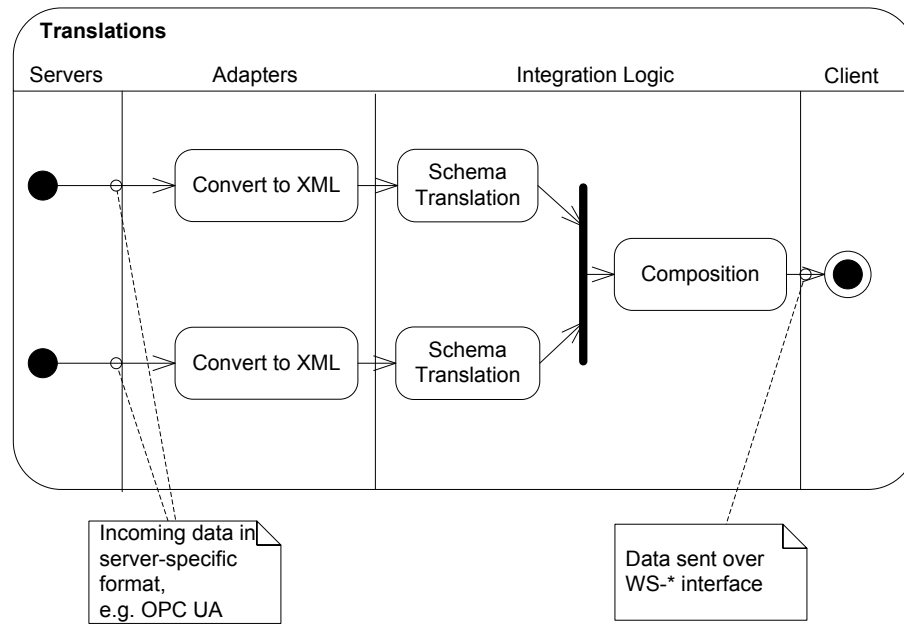 Translations
Servers
Adapters
Integration Logic
Client
Convert to XML
Schema
Translation
Composition
Convert to XML
Schema
Translation
Incoming data in
server-specific
format,
e.g. OPC UA
Data sent over
WS-* interface